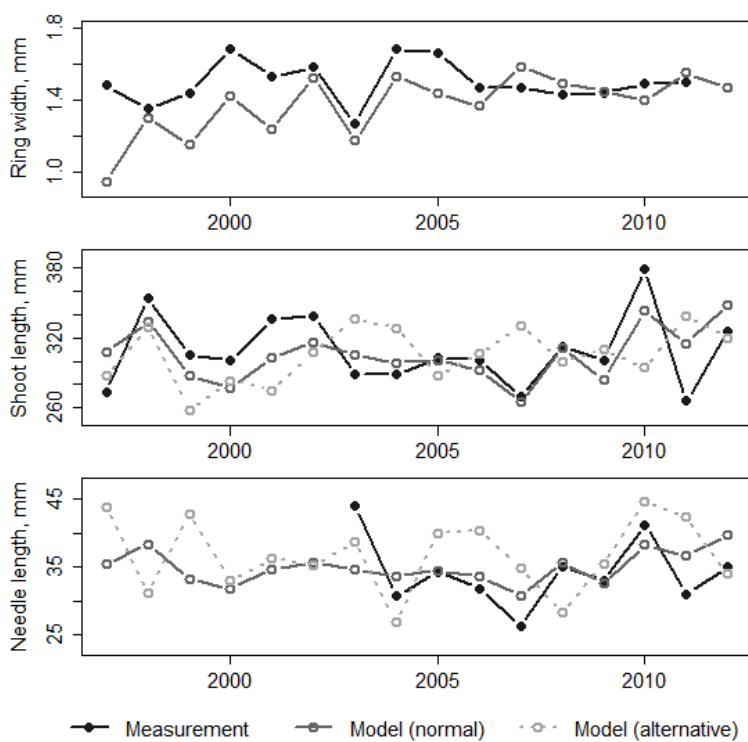 Ring width, mm
1.8
1.4
1.0
2000 2005 2010
Shoot length, mm
380
320
260
2000 2005 2010
Needle length, mm
45
35
25
2000 2005 2010
Measurement Model (normal) Model (alternative)